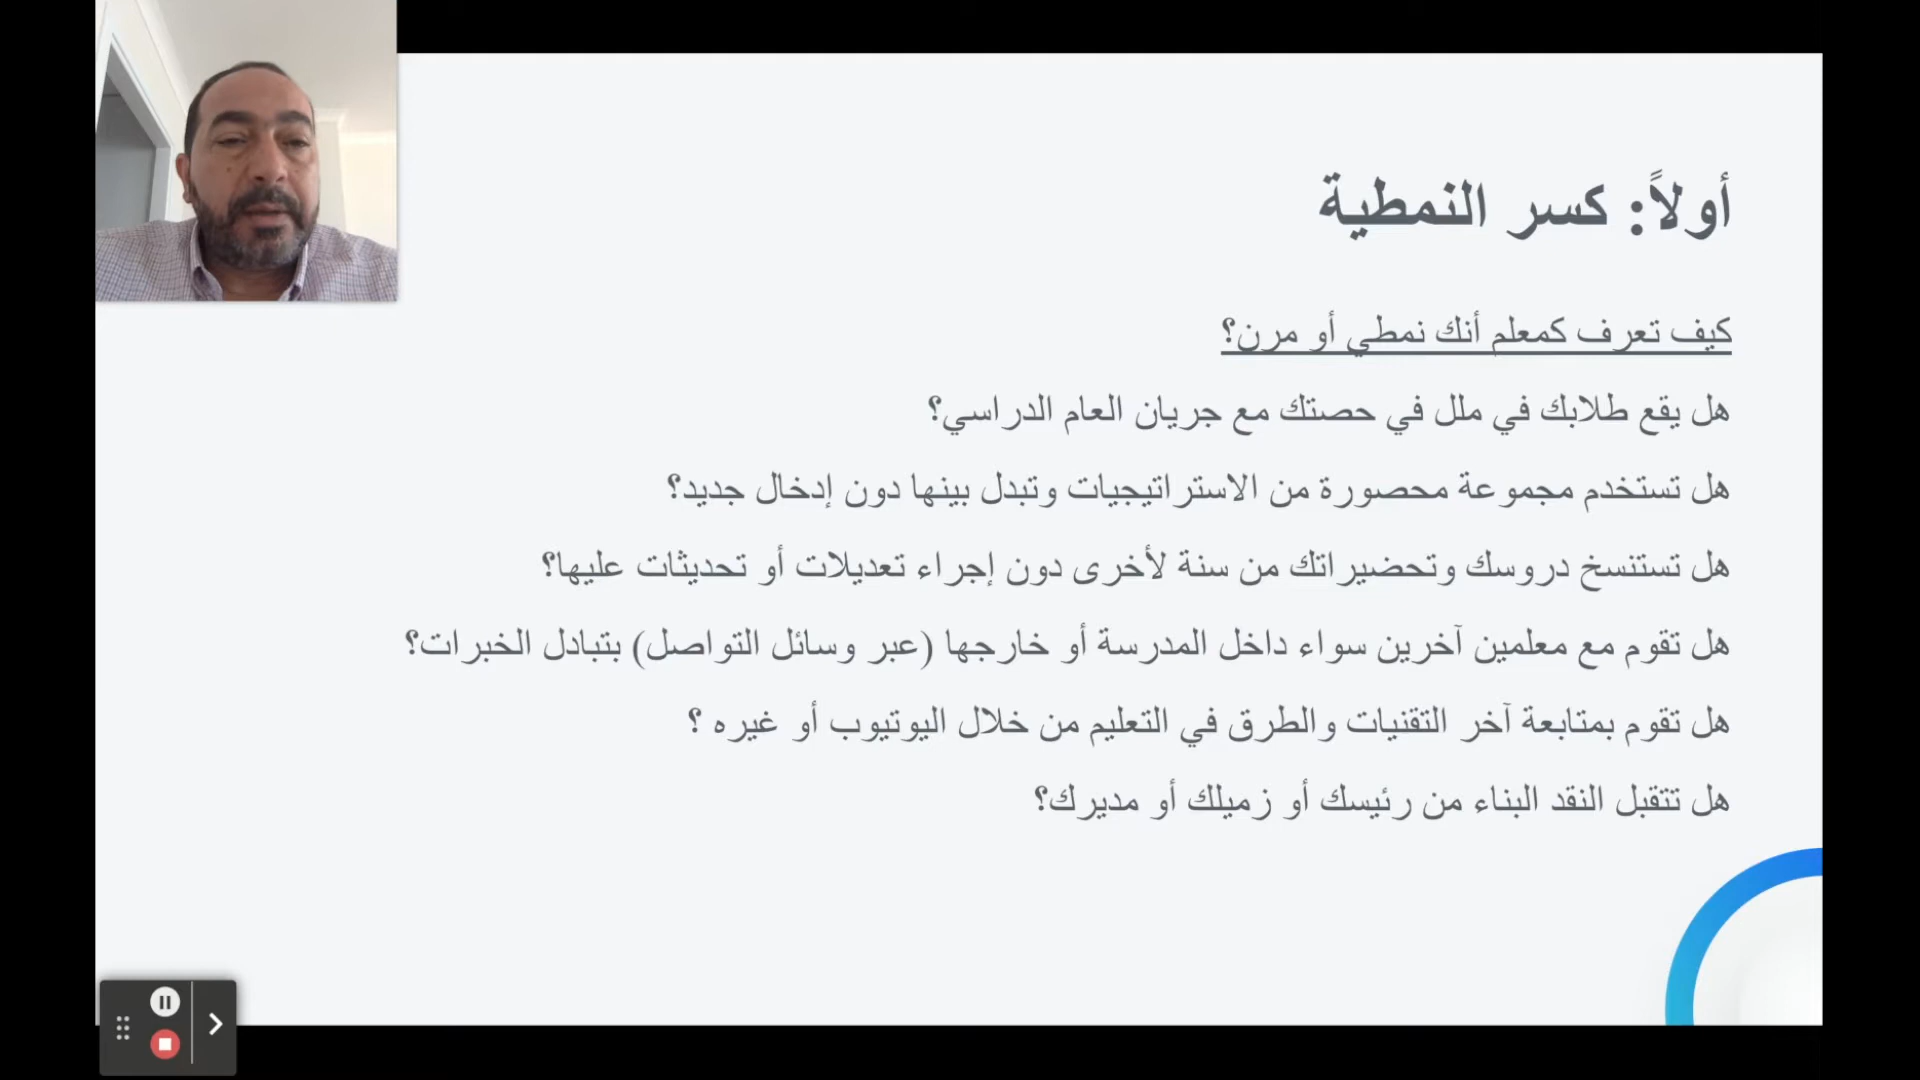 أولاً: كسر النمطية
كيف تعرف كمعلم أنك نمطي أو مرن؟
هل يقع طلابك في ملل في حصتك مع جريان العام الدراسي؟
هل تستخدم مجموعة محصورة من الاستراتيجيات وتبدل بينها دون إدخال جديد؟
هل تستنسخ دروسك وتحضيراتك من سنة لأخرى دون إجراء تعديلات أو تحديثات عليها؟
هل تقوم مع معلمين آخرين سواء داخل المدرسة أو خارجها (عبر وسائل التواصل) بتبادل الخبرات؟
هل تقوم بمتابعة آخر التقنيات والطرق في التعليم من خلال اليوتيوب أو غيره ؟
هل تتقبل النقد البناء من رئيسك أو زميلك أو مديرك؟